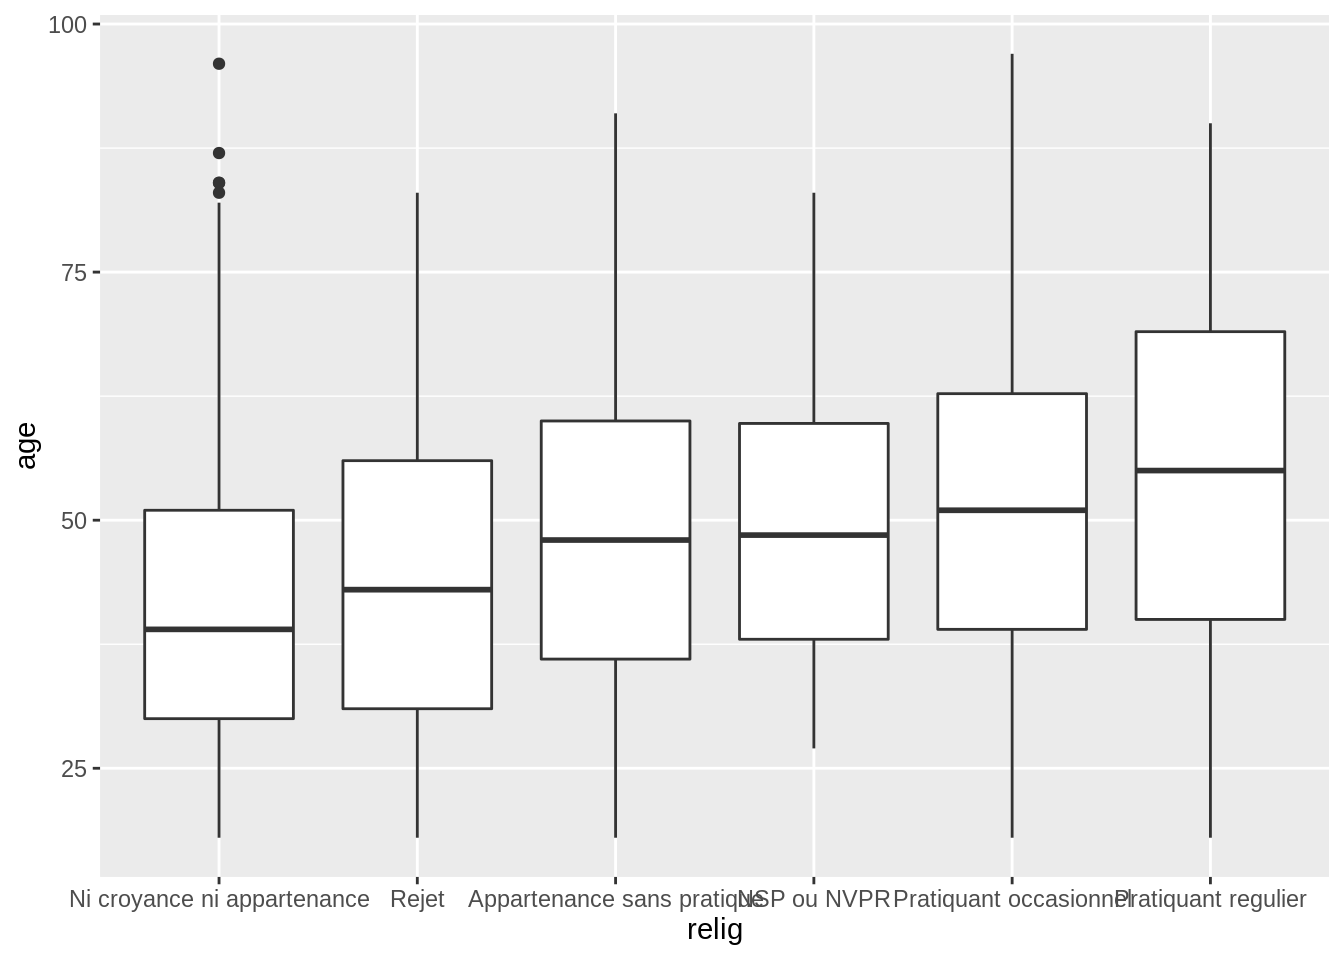 100
75
50
25
age
Ni croyance ni appartenance
Rejet
Appartenance sans pratique
NSP ou NVPR
Pratiquant occasionnel
Pratiquant regulier
relig